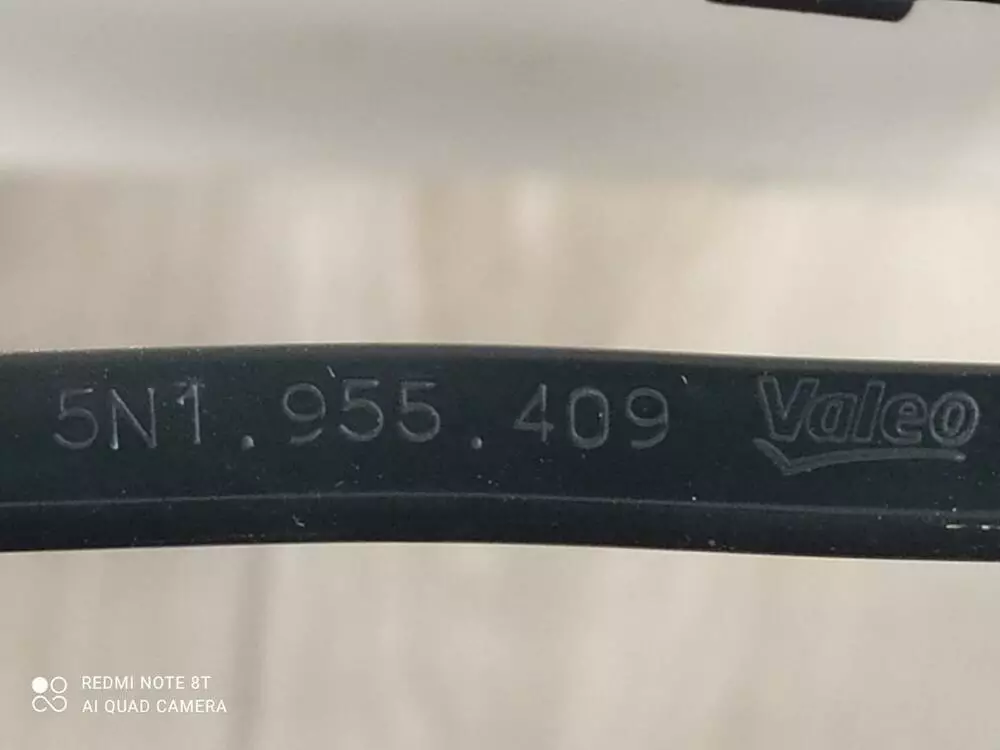 5N1.955.409 Valeo
REDMI NOTE 8T
AI QUAD CAMERA